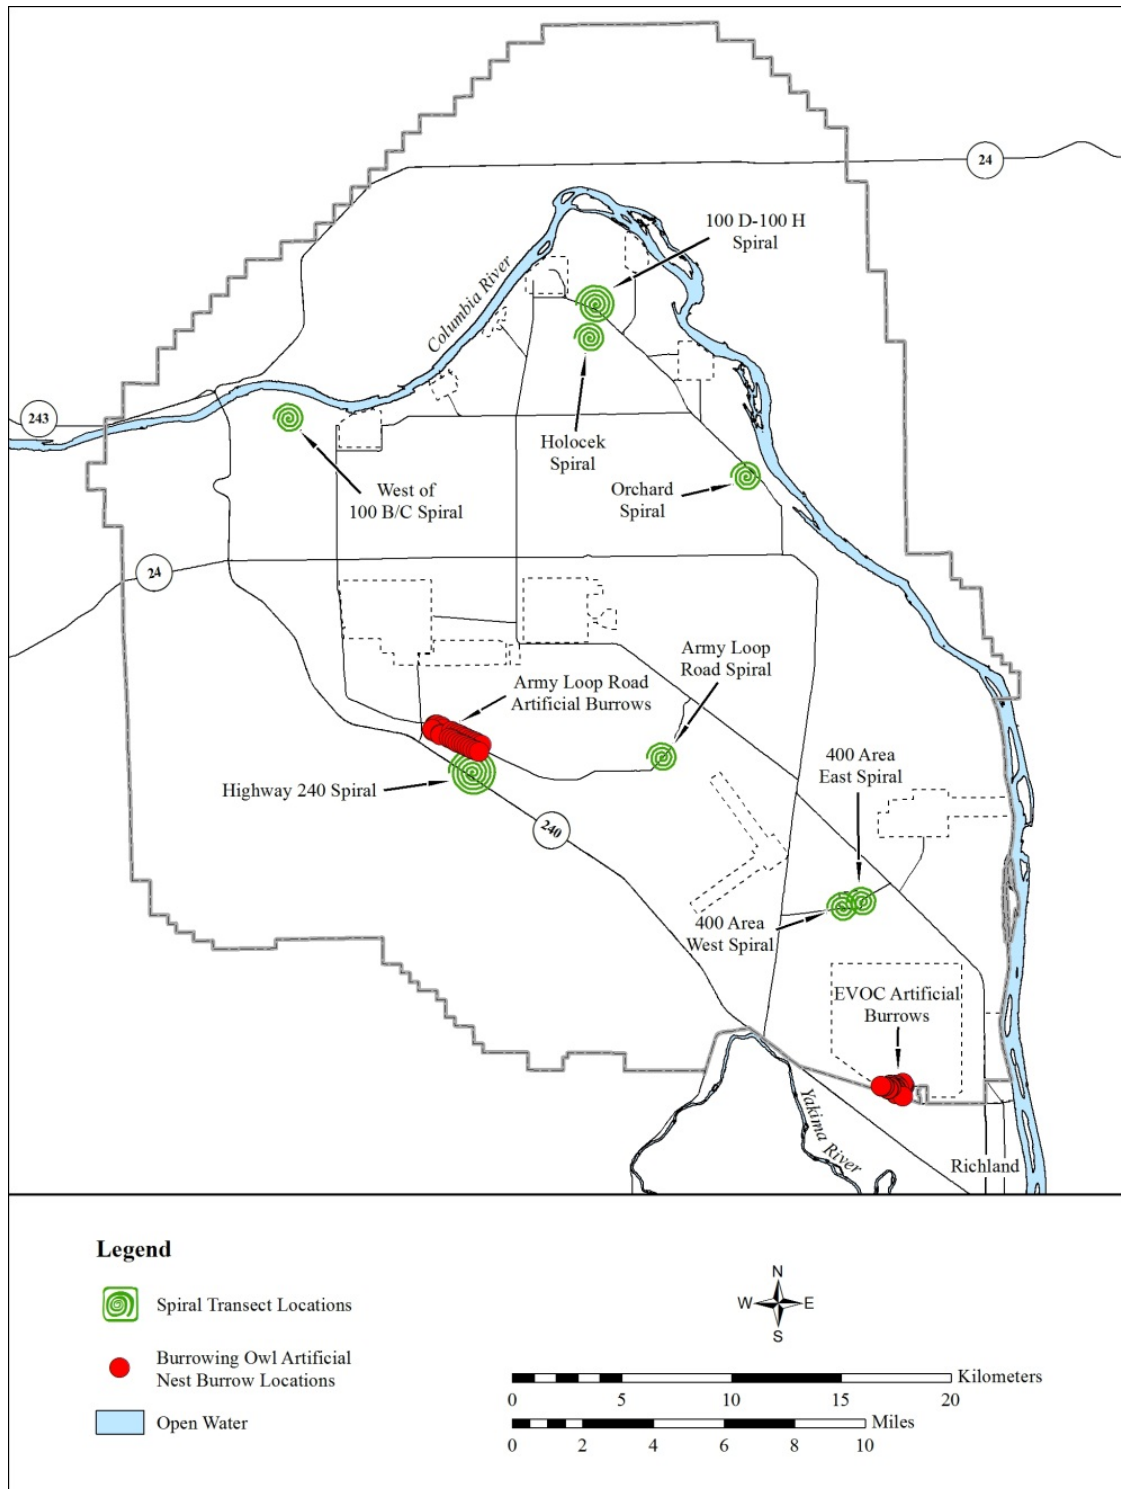 24
100 D-100 H
Spiral
Columbia River
243
Holocek
Spiral
West of
100 B/C Spiral
Orchard
Spiral
24
Army Loop
Road Spiral
Army Loop Road
Artificial Burrows
400 Area
East Spiral
Highway 240 Spiral
240
400 Area
West Spiral
EVOC Artificial
Burrows
Yakima River
Richland
Legend
Spiral Transect Locations
Burrowing Owl Artificial
Nest Burrow Locations
Open Water
N
W E
S
Kilometers
0 5 10 15 20
Miles
0 2 4 6 8 10